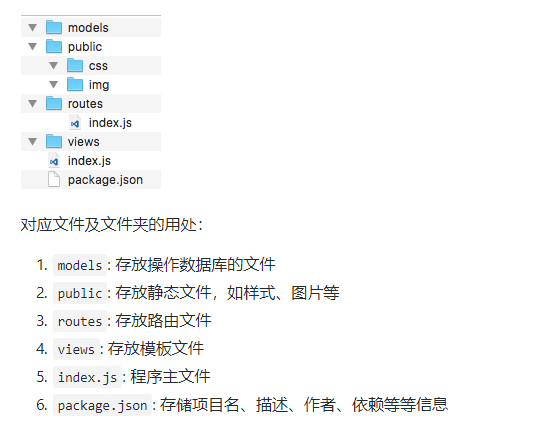 models
public
css
img
routes
index.js
views
index.js
package.json
对应文件及文件夹的用处：
1. models: 存放操作数据库的文件
2. public: 存放静态文件，如样式、图片等
3. routes: 存放路由文件
4. views: 存放模板文件
5. index.js: 程序主文件
6. package.json: 存储项目名、描述、作者、依赖等等信息